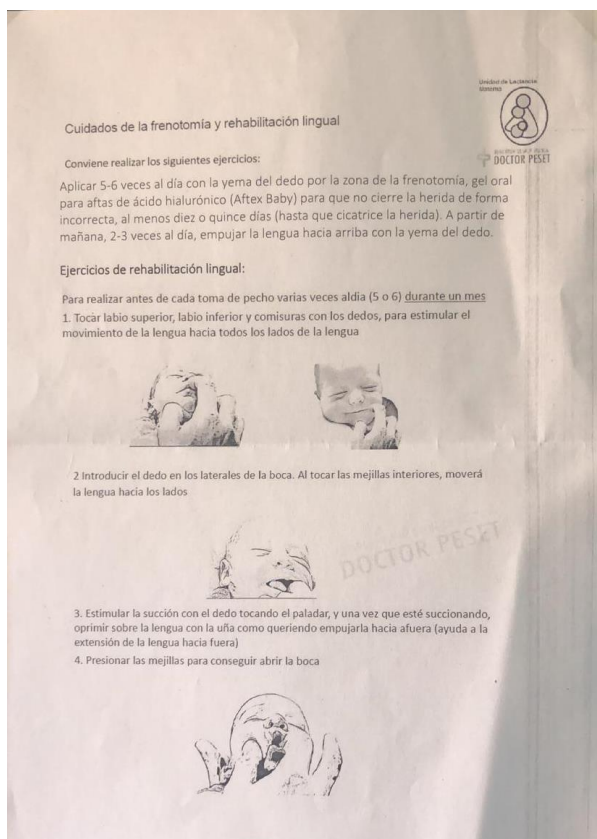 Unidad de Lactancia
Materna
DOCTOR PESET
Cuidados de la frenotomía y rehabilitación lingual
Conviene realizar los siguientes ejercicios:
Aplicar 5-6 veces al día con la yema del dedo por la zona de la frenotomía, gel oral
para aftas de ácido hialurónico (Aftex Baby) para que no cierre la herida de forma
incorrecta, al menos diez o quince días (hasta que cicatrice la herida). A partir de
mañana, 2-3 veces al día, empujar la lengua hacia arriba con la yema del dedo.
Ejercicios de rehabilitación lingual:
Para realizar antes de cada toma de pecho varias veces aldia (5 o 6) durante un mes
1. Tocar labio superior, labio inferior y comisuras con los dedos, para estimular el
movimiento de la lengua hacia todos los lados de la lengua
2 Introducir el dedo en los laterales de la boca. Al tocar las mejillas interiores, moverá
la lengua hacia los lados
DOCTOR PESET
3. Estimular la succión con el dedo tocando el paladar, y una vez que esté succionando,
oprimir sobre la lengua con la uña como queriendo empujarla hacia afuera (ayuda a la
extensión de la lengua hacia fuera)
4. Presionar las mejillas para conseguir abrir la boca